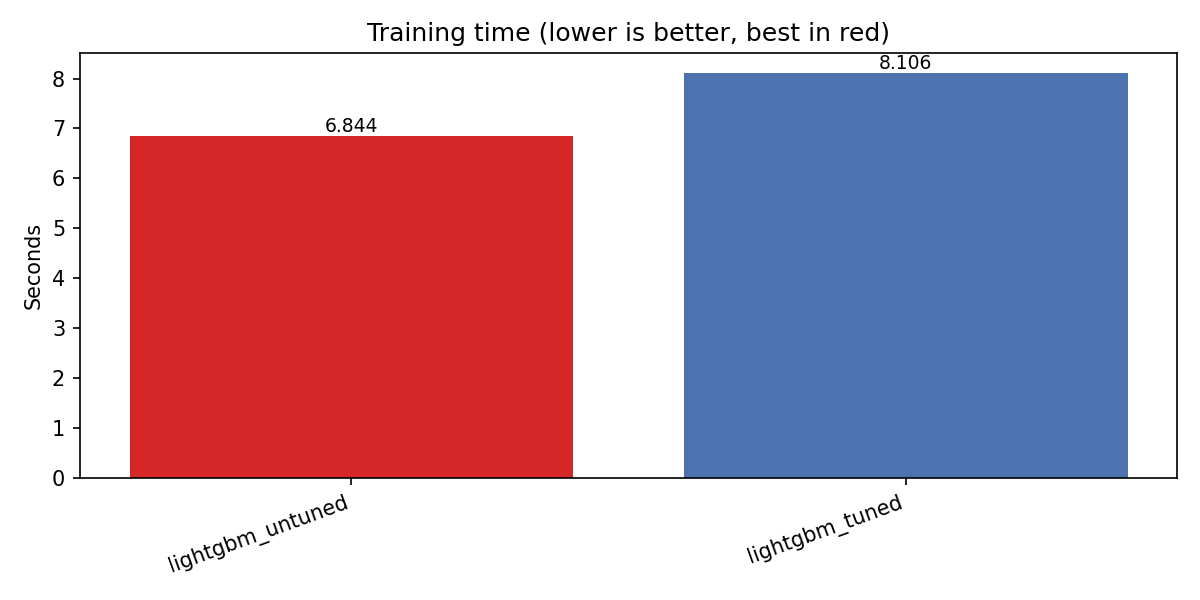 Training time (lower is better, best in red)
Seconds
8
7
6
5
4
3
2
1
0
6.844
8.106
lightgbm_untuned
lightgbm_tuned